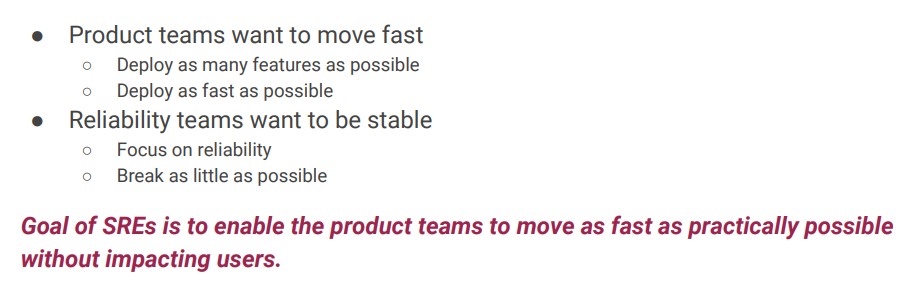 ● Product teams want to move fast
○ Deploy as many features as possible
○ Deploy as fast as possible
● Reliability teams want to be stable
○ Focus on reliability
○ Break as little as possible
Goal of SREs is to enable the product teams to move as fast as practically possible
without impacting users.